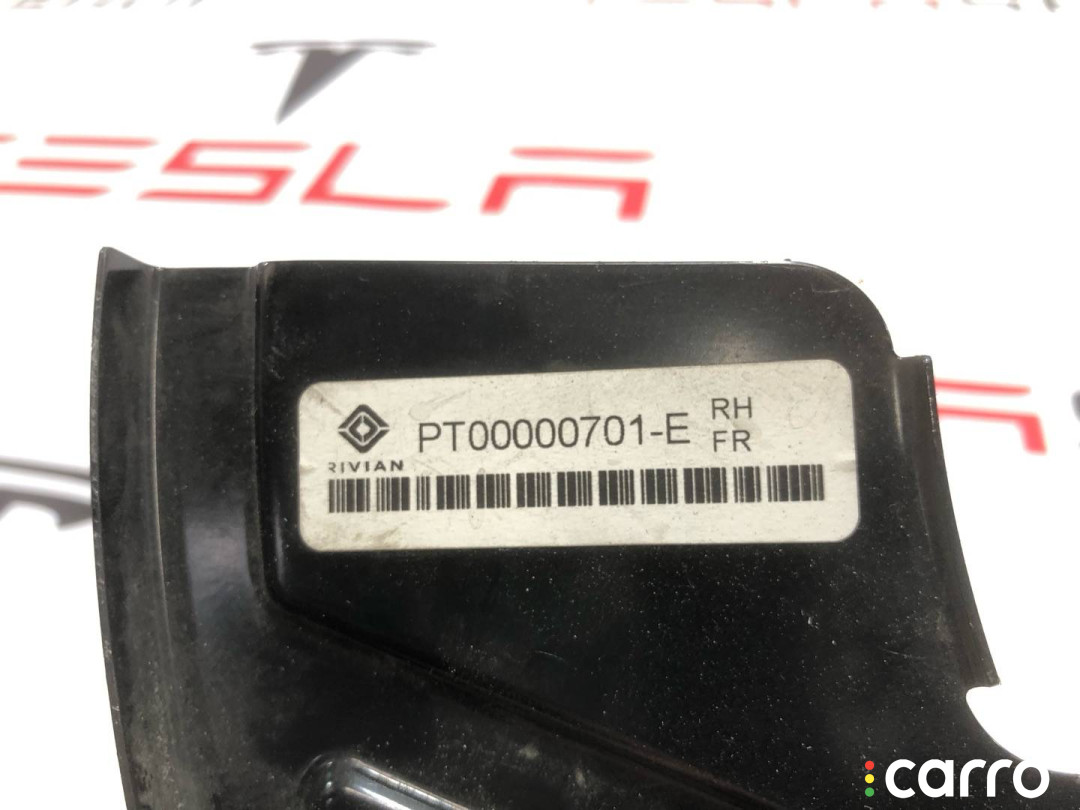 TESLA
RIVIAN
PT00000701-E
RH
FR
carro